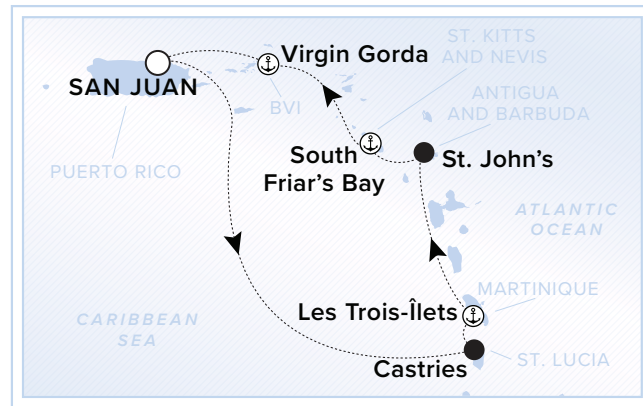 Virgin Gorda
ST. KITTS
AND NEVIS
SAN JUAN
BVI
ANTIGUA
AND BARBUDA
PUERTO RICO
South
Friar's Bay
St. John's
ATLANTIC
OCEAN
MARTINIQUE
Les Trois-Îlets
CARIBBEAN
SEA
Castries
ST. LUCIA